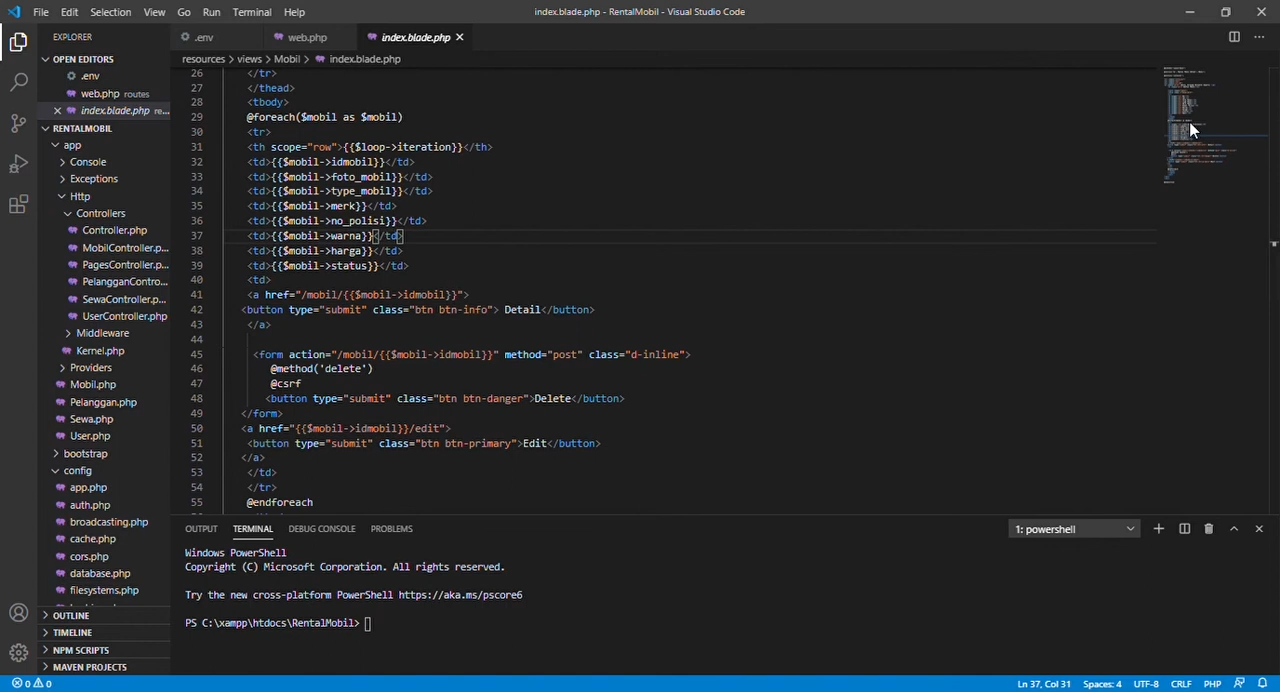 File Edit Selection View Go Run Terminal Help
index.blade.php - RentalMobil - Visual Studio Code
EXPLORER
.env
web.php
index.blade.php
OPEN EDITORS
.env
web.php routes
index.blade.php re...
resources > views > Mobil > index.blade.php
RENTALMOBIL
app
Console
Exceptions
Http
Controllers
Controller.php
MobilController.p...
PagesController.p...
PelangganContro...
SewaController.p...
UserController.php
Middleware
Kernel.php
Providers
Mobil.php
Pelanggan.php
Sewa.php
User.php
bootstrap
config
app.php
auth.php
broadcasting.php
cache.php
cors.php
database.php
filesystems.php
OUTLINE
TIMELINE
NPM SCRIPTS
MAVEN PROJECTS
26 </tr>
27 </thead>
28 <tbody>
29 @foreach($mobil as $mobil)
30 <tr>
31 <th scope="row">{{$loop->iteration}}</th>
32 <td>{{$mobil->idmobil}}</td>
33 <td>{{$mobil->foto_mobil}}</td>
34 <td>{{$mobil->type_mobil}}</td>
35 <td>{{$mobil->merk}}</td>
36 <td>{{$mobil->no_polisi}}</td>
37 <td>{{$mobil->warna}}</td>
38 <td>{{$mobil->harga}}</td>
39 <td>{{$mobil->status}}</td>
40 <td>
41 <a href="/mobil/{{$mobil->idmobil}}">
42 <button type="submit" class="btn btn-info"> Detail</button>
43 </a>
44
45 <form action="/mobil/{{$mobil->idmobil}}" method="post" class="d-inline">
46 @method('delete')
47 @csrf
48 <button type="submit" class="btn btn-danger">Delete</button>
49 </form>
50 <a href="{{$mobil->idmobil}}/edit">
51 <button type="submit" class="btn btn-primary">Edit</button>
52 </a>
53 </td>
54 </tr>
55 @endforeach
OUTPUT TERMINAL DEBUG CONSOLE PROBLEMS
1: powershell
Windows PowerShell
Copyright (C) Microsoft Corporation. All rights reserved.
Try the new cross-platform PowerShell https://aka.ms/pscore6
PS C:\xampp\htdocs\RentalMobil>
0 0
Ln 37, Col 31 Spaces: 4 UTF-8 CRLF PHP